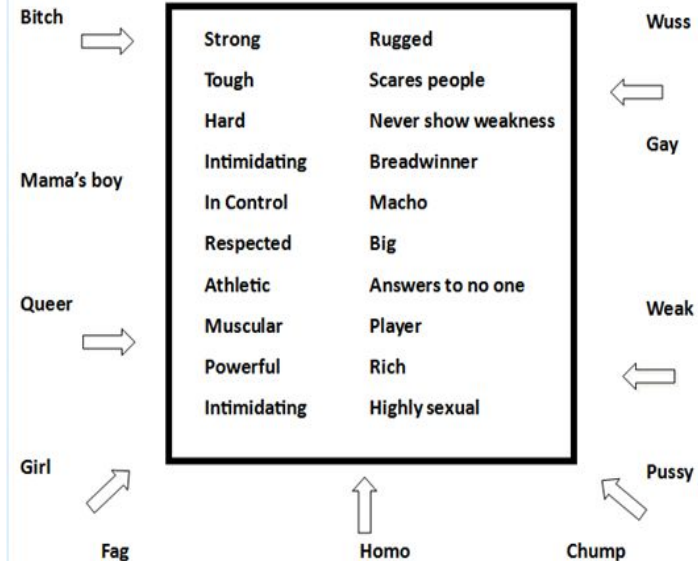 Bitch
Wuss
Strong Rugged
Tough Scares people
Hard Never show weakness
Gay
Intimidating Breadwinner
Mama's boy
In Control Macho
Respected Big
Athletic Answers to no one
Queer
Weak
Muscular Player
Powerful Rich
Intimidating Highly sexual
Girl
Pussy
Fag Homo Chump